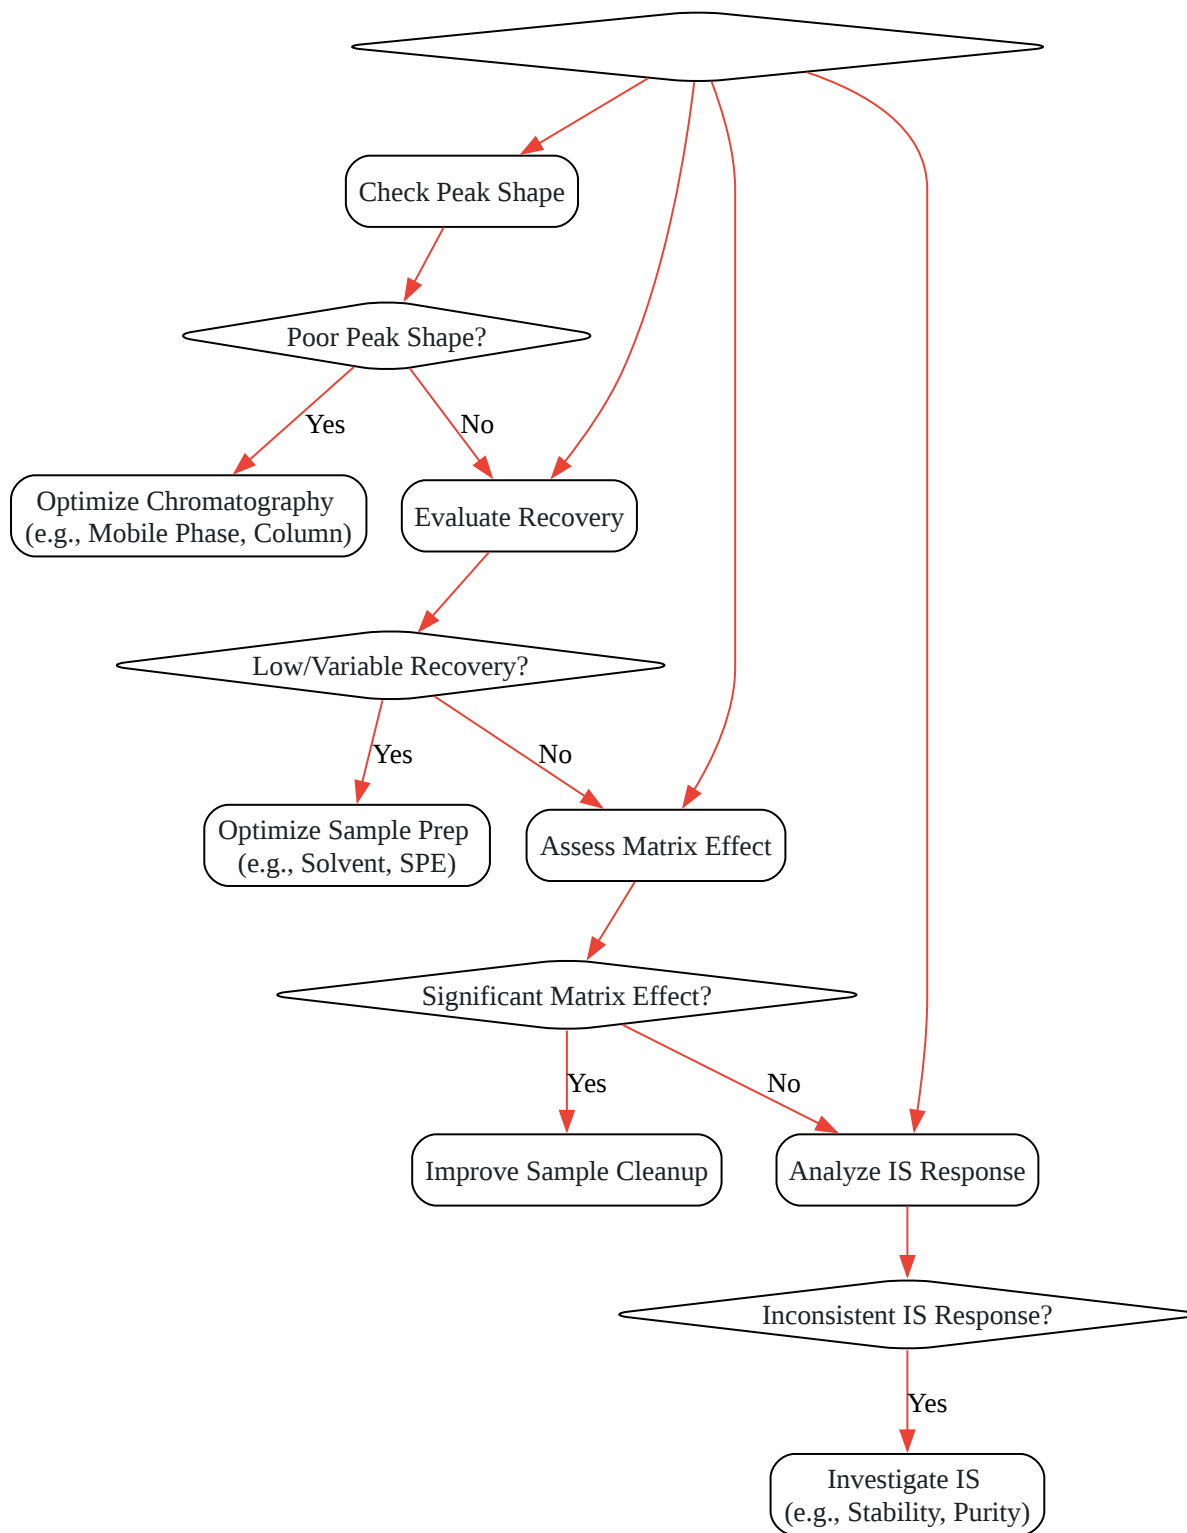 Check Peak Shape
Poor Peak Shape?
Yes
No
Optimize Chromatography
(e.g., Mobile Phase, Column)
Evaluate Recovery
Low/Variable Recovery?
Yes
No
Optimize Sample Prep
(e.g., Solvent, SPE)
Assess Matrix Effect
Significant Matrix Effect?
Yes
No
Improve Sample Cleanup
Analyze IS Response
Inconsistent IS Response?
Yes
Investigate IS
(e.g., Stability, Purity)